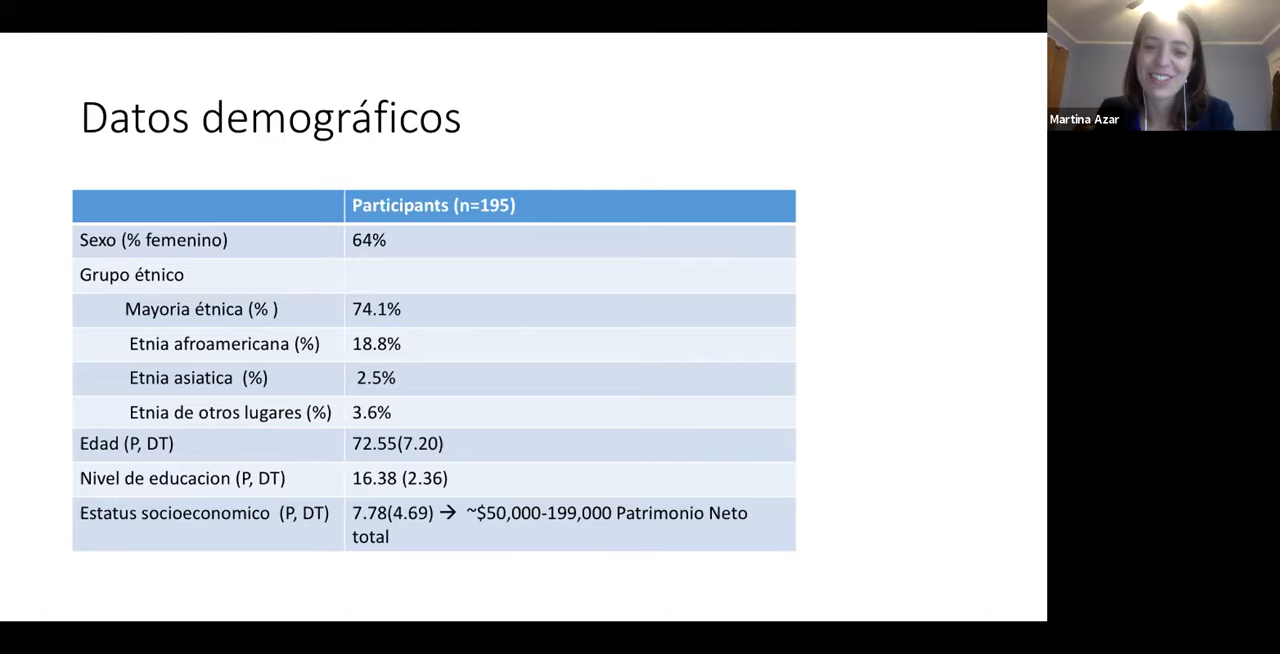 Datos demográficos
Participants (n=195)
Sexo (% femenino) 64%
Grupo étnico
Mayoria étnica (% ) 74.1%
Etnia afroamericana (%) 18.8%
Etnia asiatica (%) 2.5%
Etnia de otros lugares (%) 3.6%
Edad (P, DT) 72.55(7.20)
Nivel de educacion (P, DT) 16.38 (2.36)
Estatus socioeconomico (P, DT) 7.78(4.69) → ~$50,000-199,000 Patrimonio Neto
total
Martina Azar